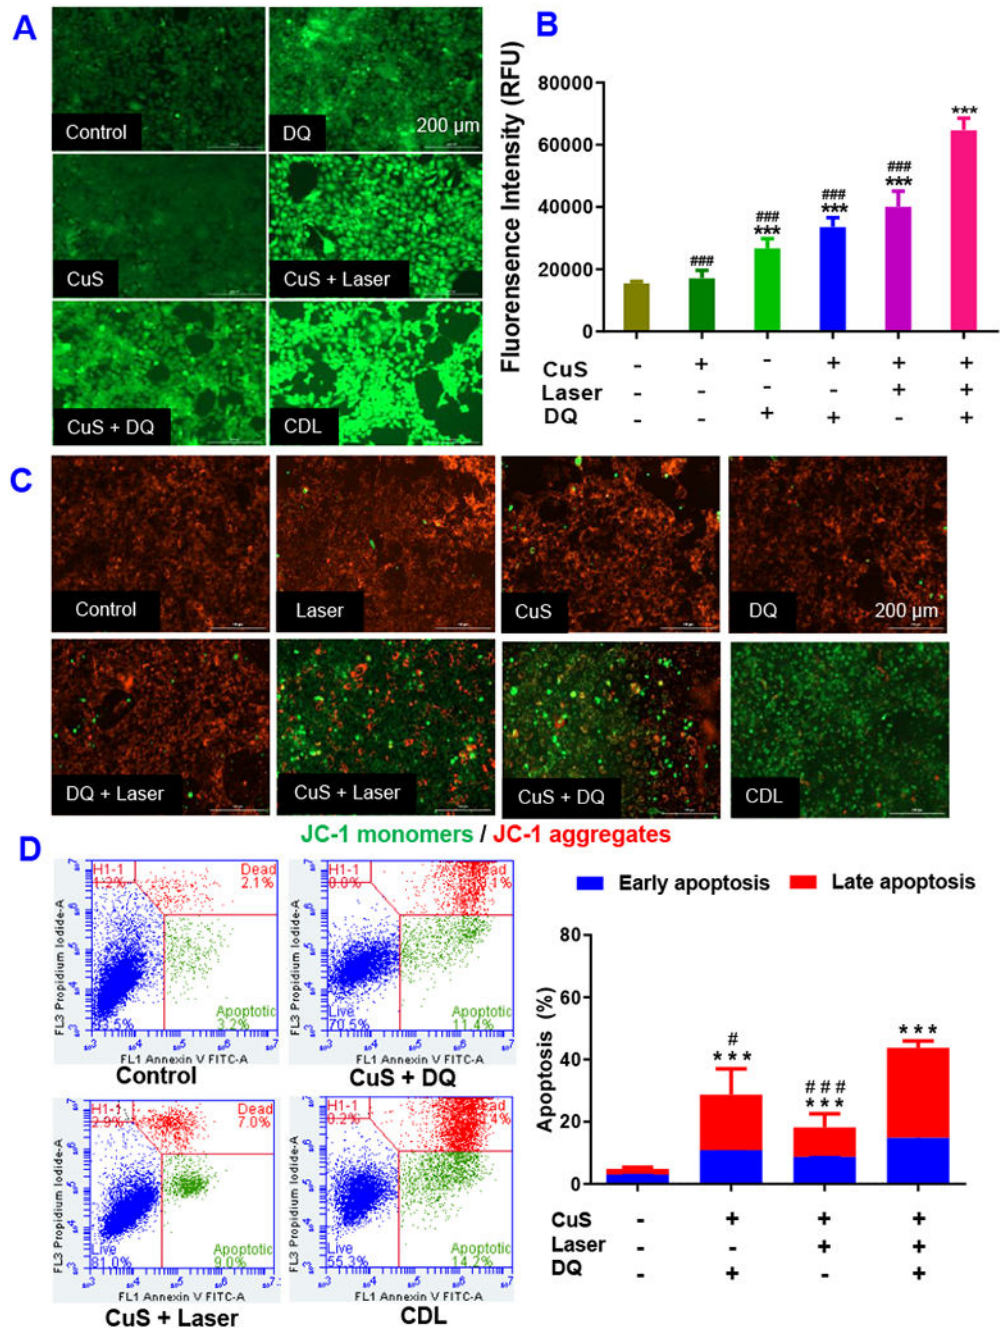 A
Control
DQ
200 µm
CuS
CuS + Laser
CuS + DQ
CDL
B
Fluorensence Intensity (RFU)
80000
60000
40000
20000
0
***
###
***
###
***
###
***
###
CuS - + - + + +
Laser - - - - + +
DQ - - + + - +
C
Control
Laser
CuS
DQ
200 µm
DQ + Laser
CuS + Laser
CuS + DQ
CDL
JC-1 monomers / JC-1 aggregates
D
H1-1
Dead
2.1%
Live
93.5%
Apoptotic
3.2%
FL3 Propidium Iodide-A
FL1 Annexin V FITC-A
Control
H1-1
0.0%
Live
70.5%
Apoptotic
11.4%
FL3 Propidium Iodide-A
FL1 Annexin V FITC-A
CuS + DQ
H1-1
2.9%
Dead
7.0%
Live
81.0%
Apoptotic
9.0%
FL3 Propidium Iodide-A
FL1 Annexin V FITC-A
CuS + Laser
H1-1
0.2%
Live
55.3%
Apoptotic
14.2%
FL3 Propidium Iodide-A
FL1 Annexin V FITC-A
CDL
Early apoptosis
Late apoptosis
Apoptosis (%)
80
60
40
20
0
#
***
###
***
***
CuS - + + +
Laser - - + +
DQ - + - +